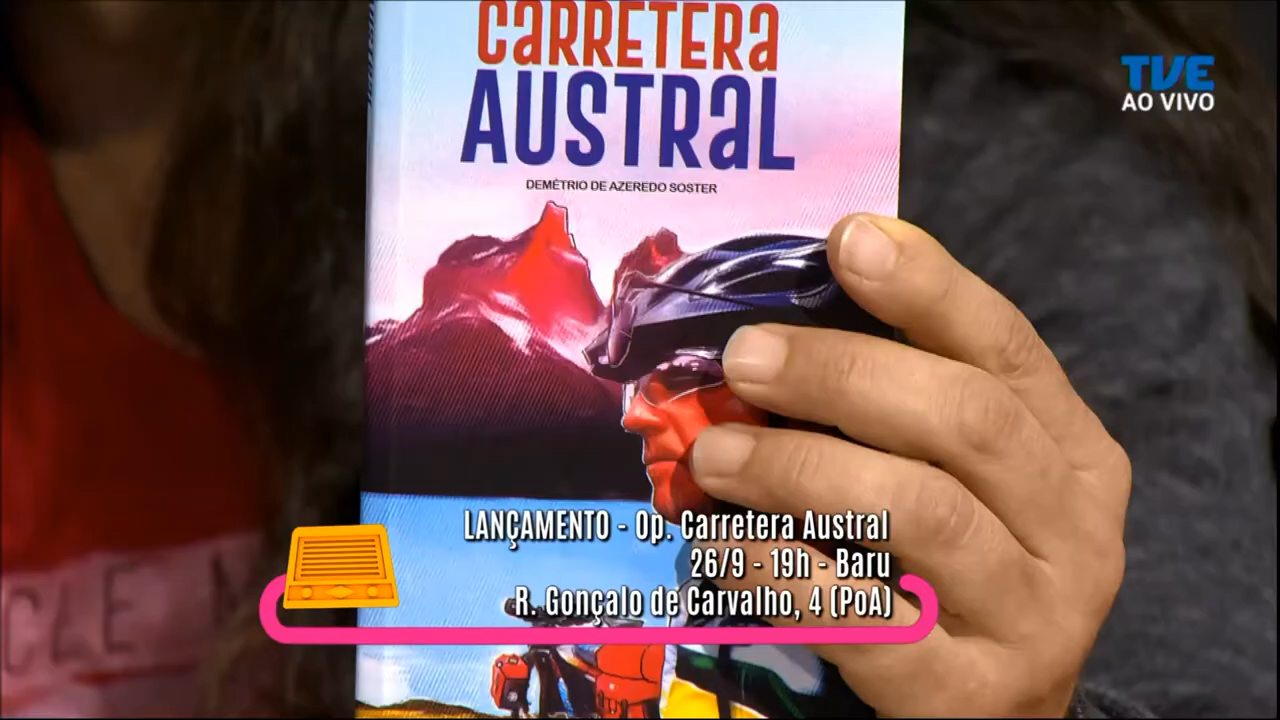 CARRETERA
AUSTRAL
DEMÉTRIO DE AZEREDO SOSTER
TVE
AO VIVO
LANÇAMENTO - Op. Carretera Austral
26/9 - 19h - Baru
R. Gonçalo de Carvalho, 4 (PoA)
CLE